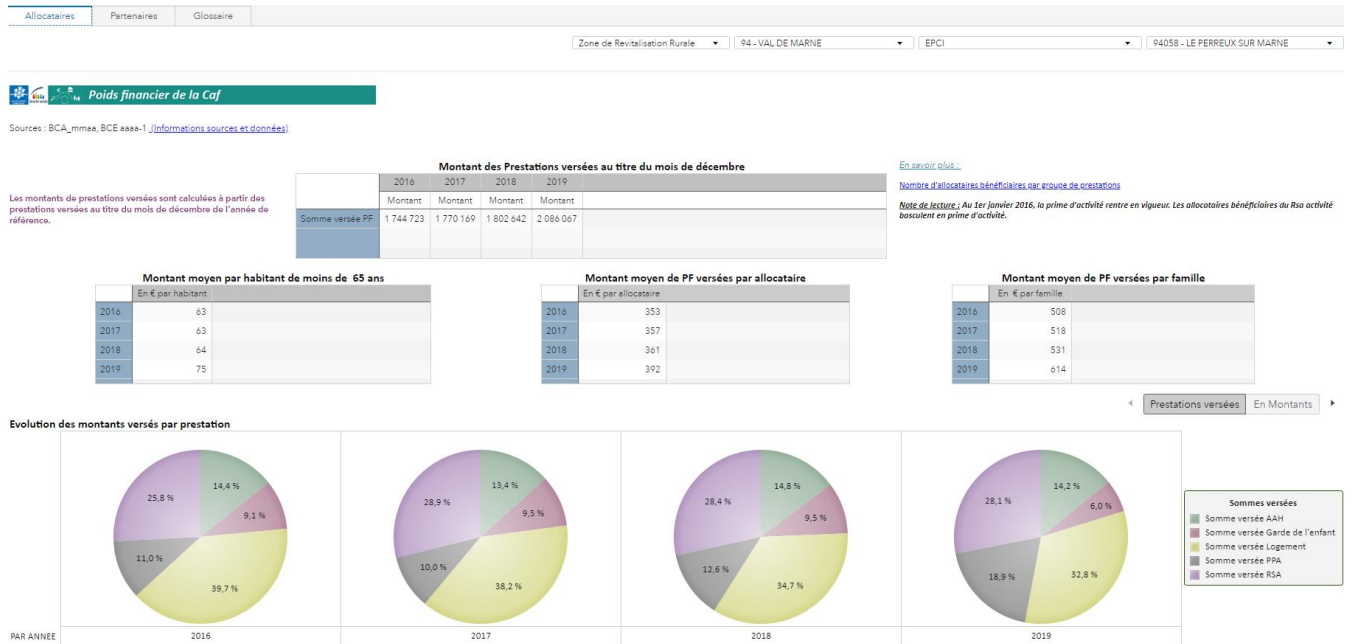 Allocataires Partenaires Glossaire
Zone de Revitalisation Rurale 94 - VAL DE MARNE EPCI 94058 - LE PERREUX SUR MARNE
Poids financier de la Caf
Sources : BCA_mmaa, BCE aaaa-1 (Informations sources et données)
Montant des Prestations versées au titre du mois de décembre
2016 2017 2018 2019
Montant Montant Montant Montant
Somme versée PF 1 744 723 1 770 169 1 802 642 2 086 067
Les montants de prestations versées sont calculées à partir des
prestations versées au titre du mois de décembre de l'année de
référence.
En savoir plus :
Nombre d'allocataires bénéficiaires par groupe de prestations
Note de lecture : Au 1er janvier 2016, la prime d'activité rentre en vigueur. Les allocataires bénéficiaires du Rsa activité
basculent en prime d'activité.
Montant moyen par habitant de moins de 65 ans
En € par habitant
2016 63
2017 63
2018 64
2019 75
Montant moyen de PF versées par allocataire
En € par allocataire
2016 353
2017 357
2018 361
2019 392
Montant moyen de PF versées par famille
En € par famille
2016 508
2017 518
2018 531
2019 614
Prestations versées En Montants
Evolution des montants versés par prestation
25,8 % 14,4 % 9,1 % 11,0 % 39,7 %
28,9 % 13,4 % 9,5 % 10,0 % 38,2 %
28,4 % 14,8 % 9,5 % 12,6 % 34,7 %
28,1 % 14,2 % 6,0 % 18,9 % 32,8 %
Sommes versées
Somme versée AAH
Somme versée Garde de l'enfant
Somme versée Logement
Somme versée PPA
Somme versée RSA
PAR ANNEE 2016 2017 2018 2019